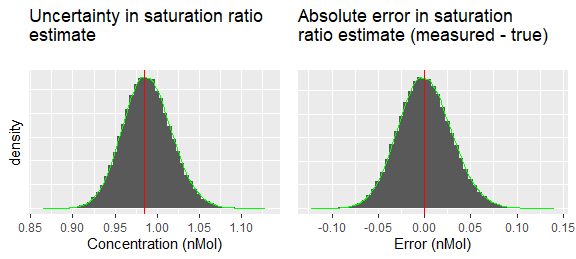 Uncertainty in saturation ratio
estimate
density
0.85 0.90 0.95 1.00 1.05 1.10
Concentration (nMol)
Absolute error in saturation
ratio estimate (measured - true)
-0.10 -0.05 0.00 0.05 0.10 0.15
Error (nMol)